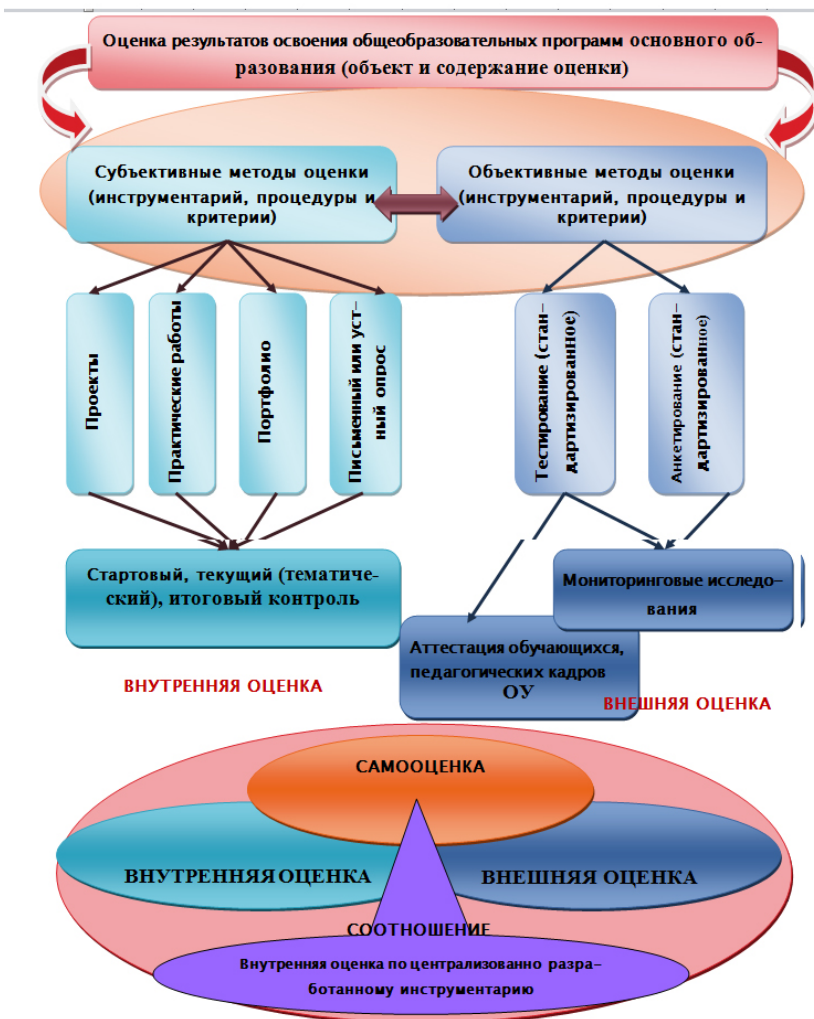 Оценка результатов освоения общеобразовательных программ основного об-
разования (объект и содержание оценки)
Субъективные методы оценки
(инструментарий, процедуры и
критерии)
Объективные методы оценки
(инструментарий, процедуры и
критерии)
Проекты
Практические работы
Портфолио
Письменный или уст-
ный опрос
Тестирование (стан-
дартизированное)
Анкетирование (стан-
дартизированное)
Стартовый, текущий (тематиче-
ский), итоговый контроль
Мониторинговые исследо-
вания
Аттестация обучающихся,
педагогических кадров
ОУ
ВНУТРЕННЯЯ ОЦЕНКА
ВНЕШНЯЯ ОЦЕНКА
САМООЦЕНКА
ВНУТРЕННЯЯ ОЦЕНКА
ВНЕШНЯЯ ОЦЕНКА
СООТНОШЕНИЕ
Внутренняя оценка по централизованно разра-
ботанному инструментарию